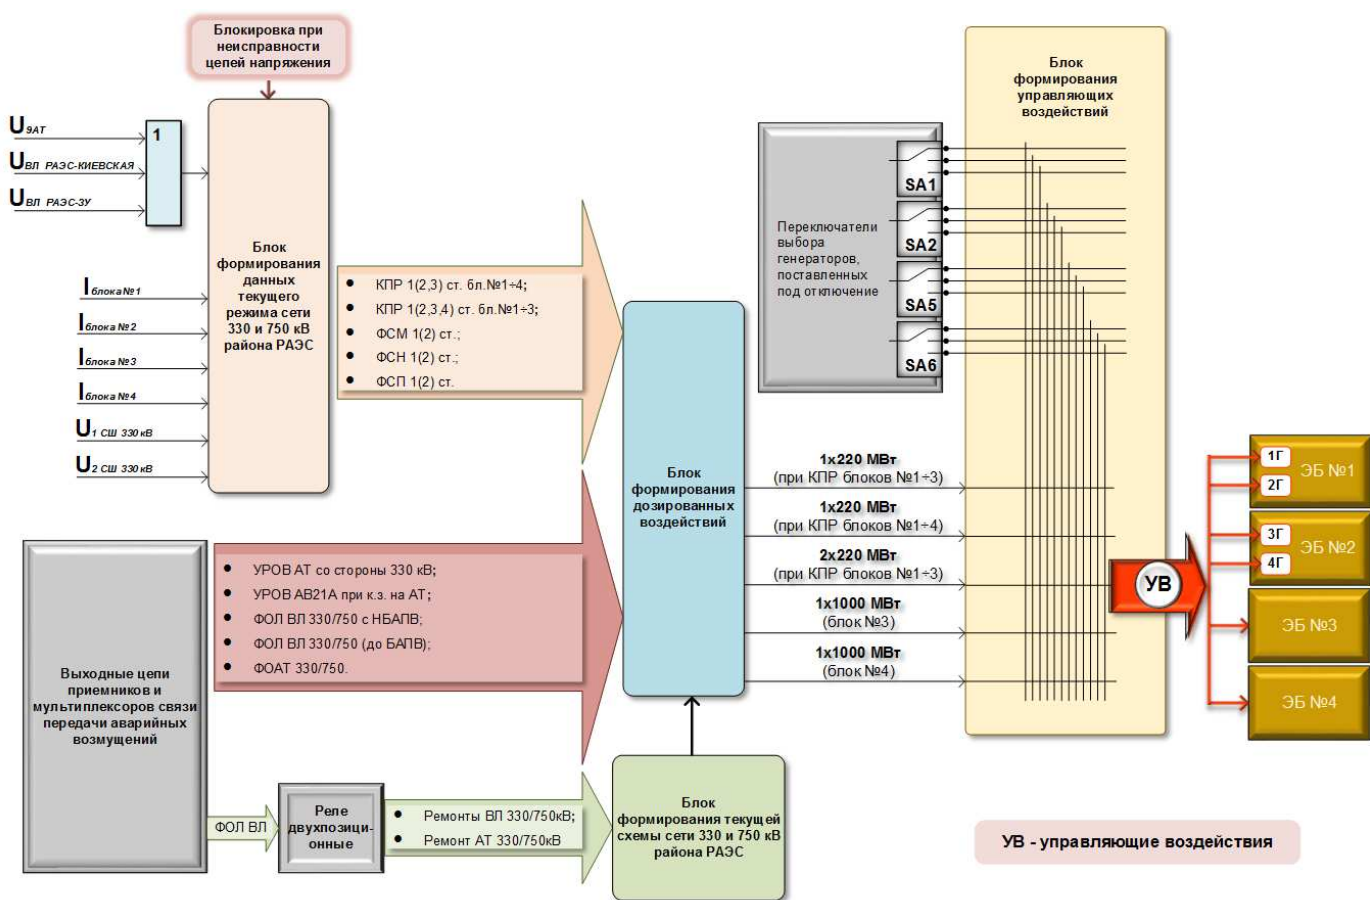 Блокировка при
неисправности
цепей напряжения
U 9АТ
U ВЛ РАЭС-КИЕВСКАЯ
U ВЛ РАЭС-ЗУ
1
I блока №1
I блока №2
I блока №3
I блока №4
U 1 СШ 330 кВ
U 2 СШ 330 кВ
Блок
формирования
данных
текущего
режима сети
330 и 750 кВ
района РАЭС
• КПР 1(2,3) ст. бл.№1÷4;
• КПР 1(2,3,4) ст. бл.№1÷3;
• ФСМ 1(2) ст.;
• ФСН 1(2) ст.;
• ФСП 1(2) ст.
Выходные цепи
приемников и
мультиплексоров связи
передачи аварийных
возмущений
• УРОВ АТ со стороны 330 кВ;
• УРОВ АВ21А при к.з. на АТ;
• ФОЛ ВЛ 330/750 с НБАПВ;
• ФОЛ ВЛ 330/750 (до БАПВ);
• ФОАТ 330/750.
ФОЛ ВЛ
Реле
двухпозици-
онные
• Ремонты ВЛ 330/750кВ;
• Ремонт АТ 330/750кВ
Блок
формирования текущей
схемы сети 330 и 750 кВ
района РАЭС
Блок
формирования
дозированных
воздействий
Переключатели
выбора
генераторов,
поставленных
под отключение
SA1
SA2
SA5
SA6
Блок
формирования
управляющих
воздействий
1х220 МВт
(при КПР блоков №1÷3)
1х220 МВт
(при КПР блоков №1÷4)
2х220 МВт
(при КПР блоков №1÷3)
1х1000 МВт
(блок №3)
1х1000 МВт
(блок №4)
УВ
1Г
2Г
ЭБ №1
3Г
4Г
ЭБ №2
ЭБ №3
ЭБ №4
УВ - управляющие воздействия